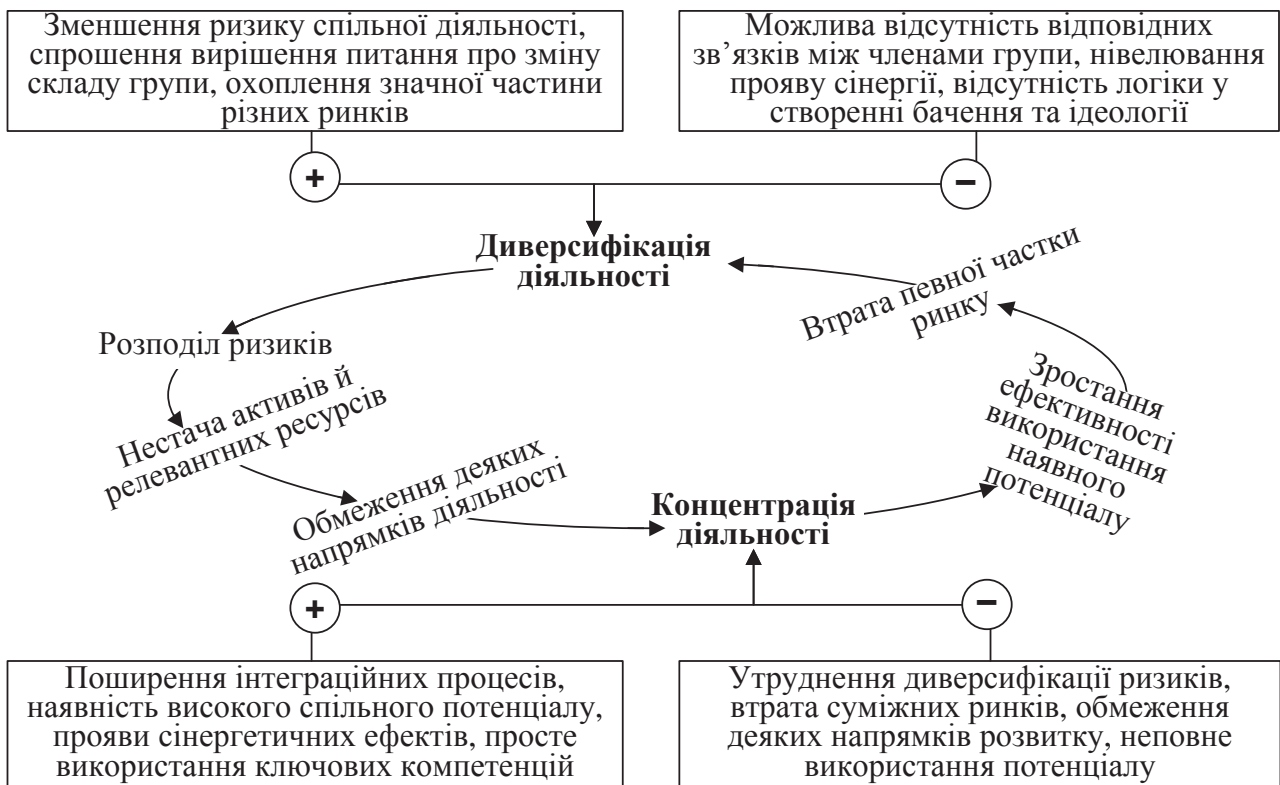 Зменшення ризику спільної діяльності,
спрошення вирішення питання про зміну
складу групи, охоплення значної частини
різних ринків
Можлива відсутність відповідних
зв’язків між членами групи, нівелювання
прояву сінергії, відсутність логіки у
створенні бачення та ідеології
+
−
Диверсифікація
діяльності
Втрата певної частки
ринку
Розподіл ризиків
Зростання
ефективності
використання
наявного
потенціалу
Нестача активів й
релевантних ресурсів
Обмеження деяких
напрямків діяльності
Концентрація
діяльності
+
−
Поширення інтеграційних процесів,
наявність високого спільного потенціалу,
прояви сінергетичних ефектів, просте
використання ключових компетенцій
Утруднення диверсифікації ризиків,
втрата суміжних ринків, обмеження
деяких напрямків розвитку, неповне
використання потенціалу